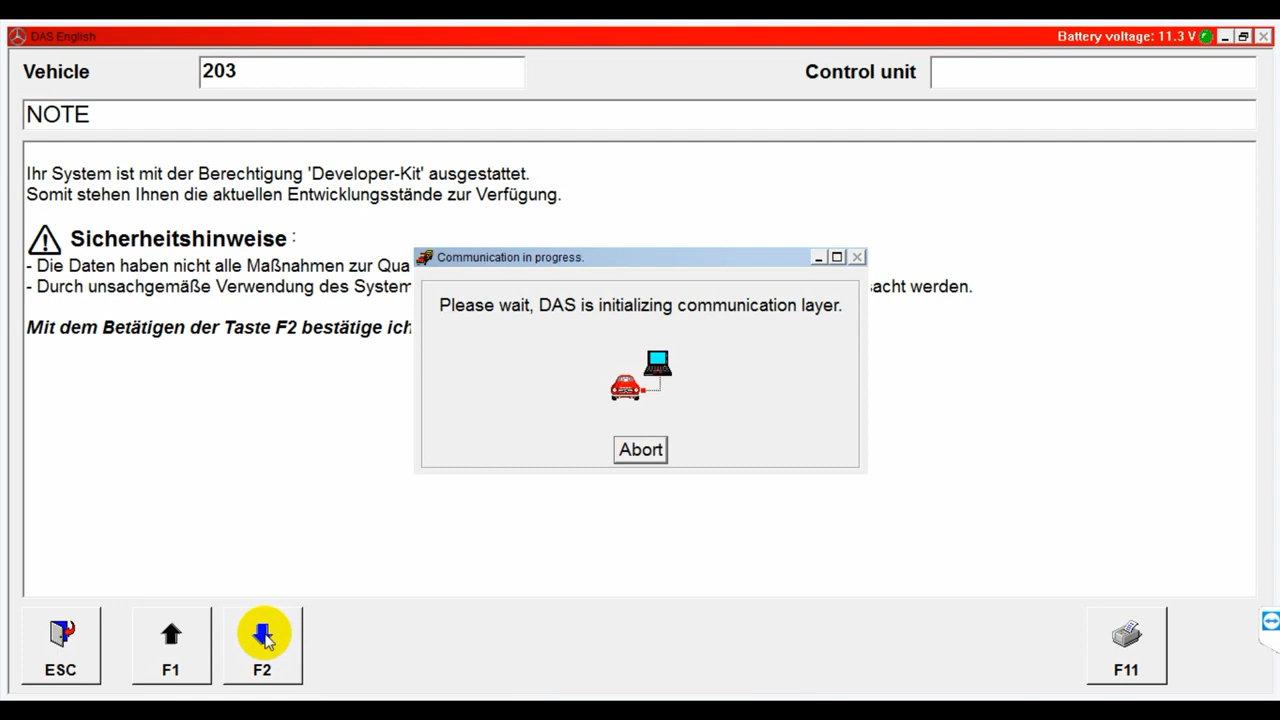 DAS English
Battery voltage: 11.3 V
Vehicle
203
Control unit
NOTE
Ihr System ist mit der Berechtigung 'Developer-Kit' ausgestattet.
Somit stehen Ihnen die aktuellen Entwicklungsstände zur Verfügung.
Sicherheitshinweise :
- Die Daten haben nicht alle Maßnahmen zur Qua
- Durch unsachgemäße Verwendung des System
acht werden.
Mit dem Betätigen der Taste F2 bestätige ich
Communication in progress.
Please wait, DAS is initializing communication layer.
Abort
ESC
F1
F2
F11